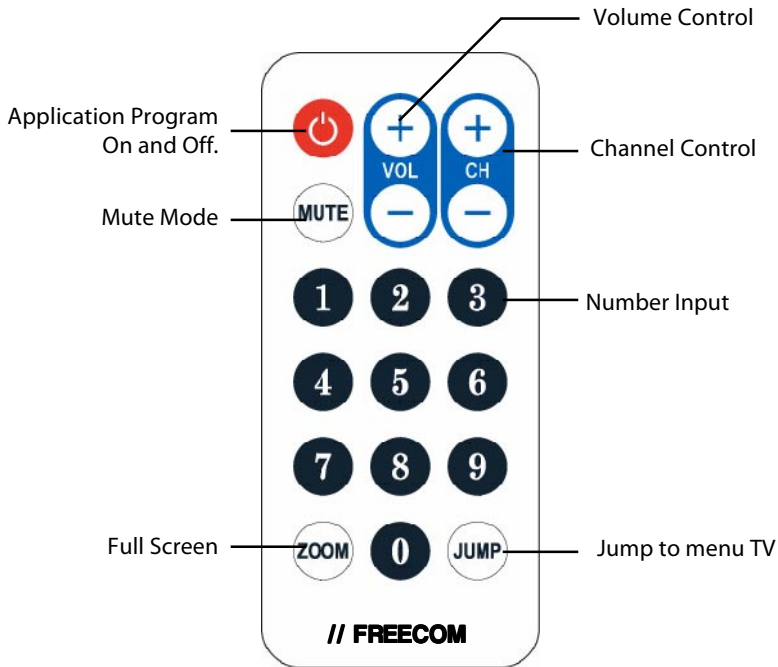 Volume Control
Application Program
On and Off.
VOL
CH
Channel Control
MUTE
Mute Mode
1 2 3
Number Input
4 5 6
7 8 9
Full Screen
ZOOM 0 JUMP
Jump to menu TV
// FREECOM